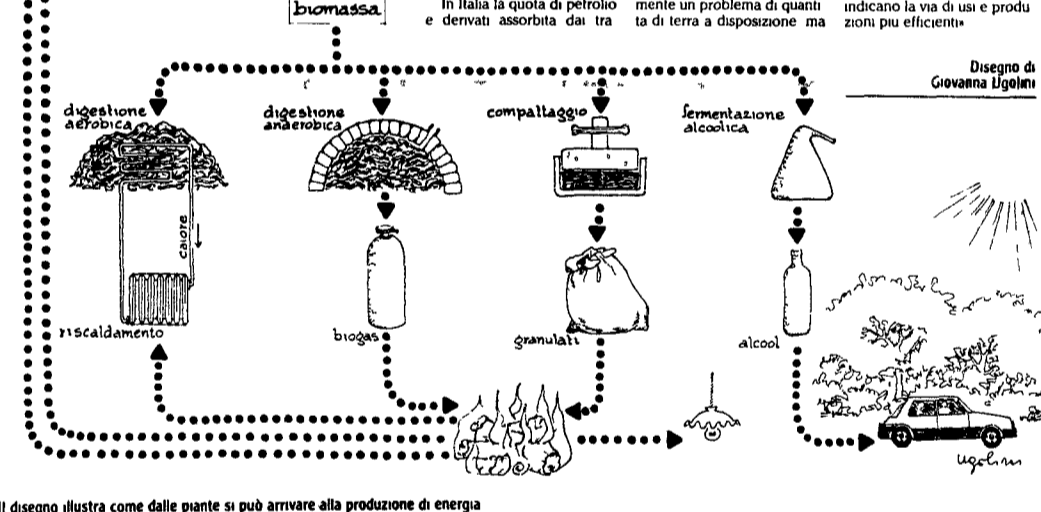 biomassa
In Italia la quota di petrolio
e derivati assorbita dai tra
mente un problema di quanti
ta di terra a disposizione ma
indicano la via di usi e produ
zioni piu efficienti»
Disegno di
Giovanna Ugolini
digestione
aerobica
digestione
anaerobica
compattaggio
fermentazione
alcoolica
calore
riscaldamento
biogas
granulati
alcool
Ugolini
Il disegno illustra come dalle piante si può arrivare alla produzione di energia